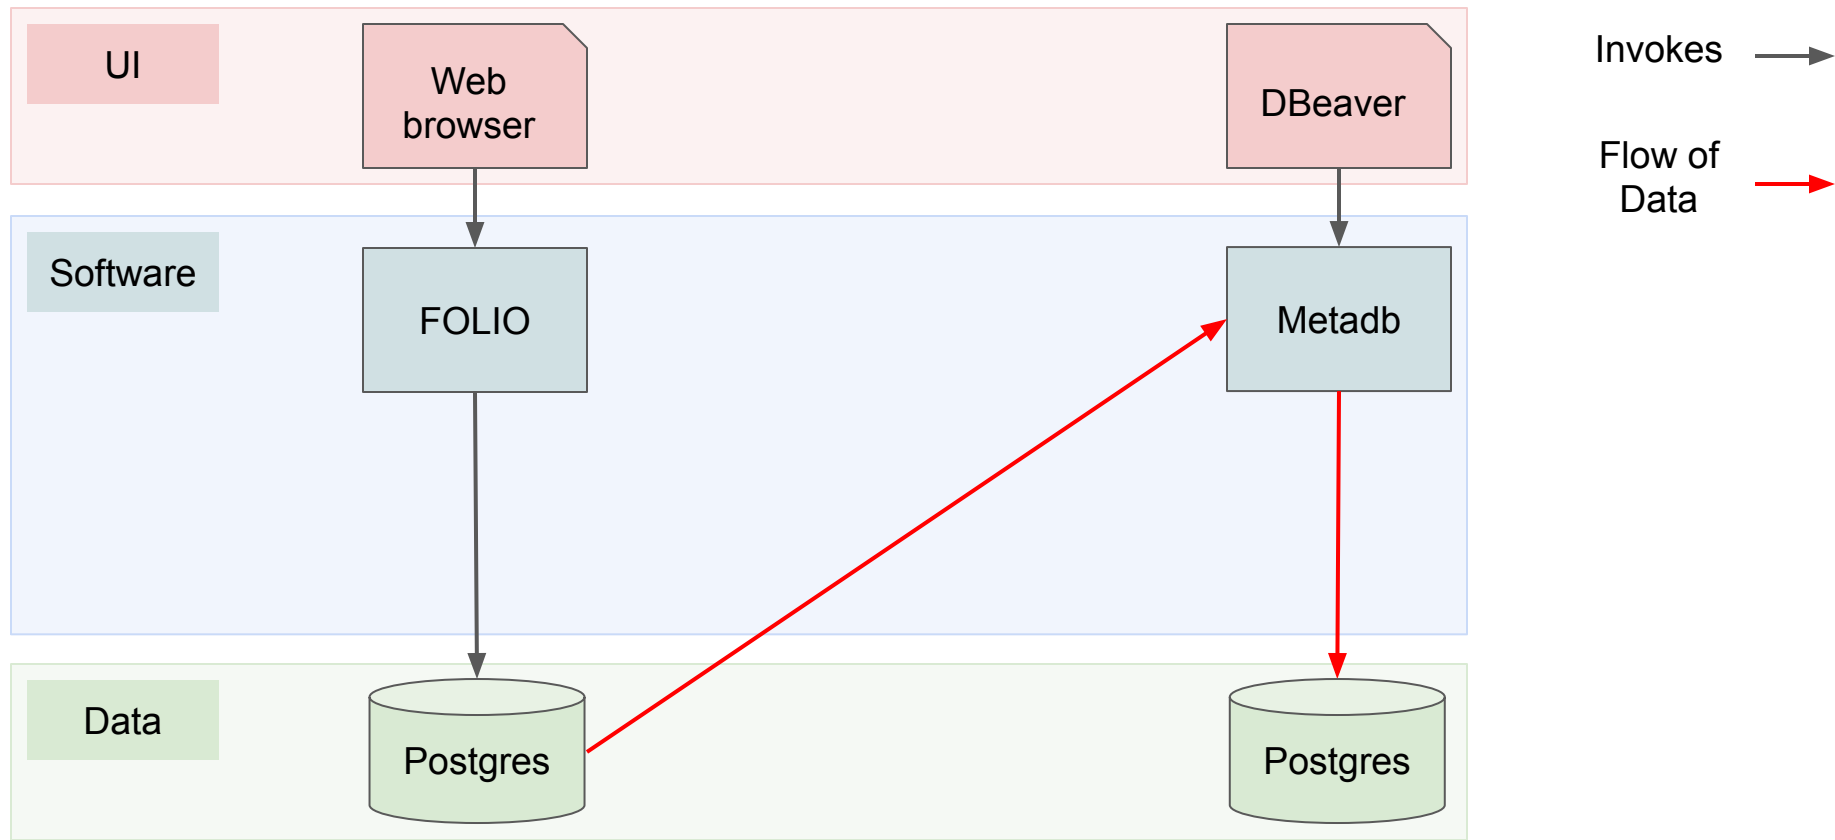 UI
Web
browser
DBeaver
Invokes
Flow of
Data
Software
FOLIO
Metadb
Data
Postgres
Postgres